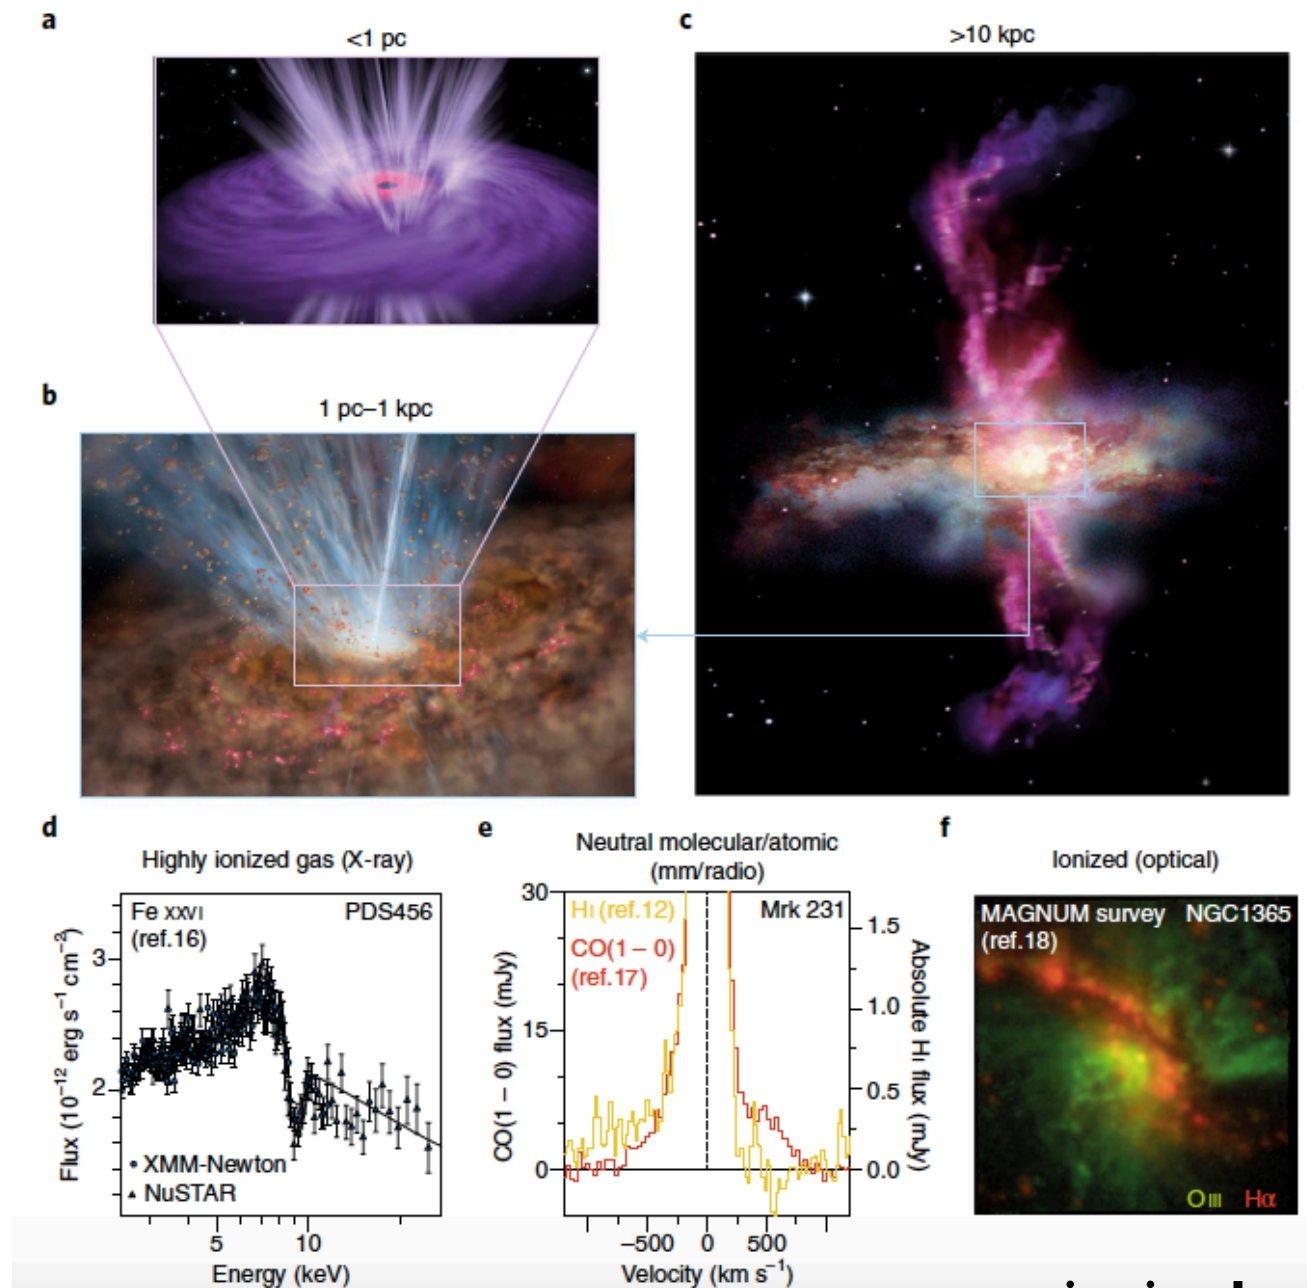 a
<1 pc
c
>10 kpc
b
1 pc–1 kpc
d
Highly ionized gas (X-ray)
Fe XXVI
(ref.16)
PDS456
Flux (10⁻¹² erg s⁻¹ cm⁻²)
3
2
XMM-Newton
NuSTAR
5 10
Energy (keV)
e
Neutral molecular/atomic
(mm/radio)
HI (ref.12)
CO(1 – 0)
(ref.17)
Mrk 231
CO(1 – 0) flux (mJy)
30
15
0
1.5
1.0
0.5
0.0
Absolute HI flux (mJy)
–500 0 500
Velocity (km s⁻¹)
f
Ionized (optical)
MAGNUM survey NGC1365
(ref.18)
O III Hα